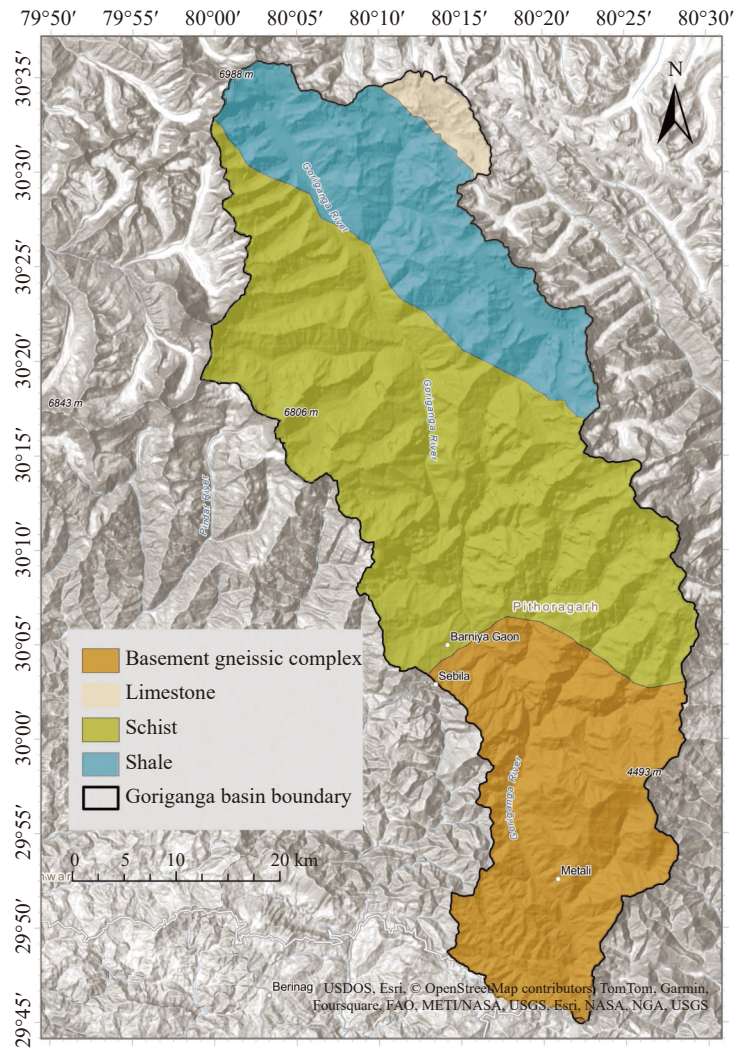 79°50′ 79°55′ 80°00′ 80°05′ 80°10′ 80°15′ 80°20′ 80°25′ 80°30′
30°35′
30°30′
30°25′
30°20′
30°15′
30°10′
30°05′
30°00′
29°55′
29°50′
29°45′
N
6988 m
Goriganga River
6843 m
6806 m
Goriganga River
Pindar River
Pithoragarh
Barniya Gaon
Sebila
Basement gneissic complex
Limestone
Schist
Shale
Goriganga basin boundary
4493 m
Goriganga River
0 5 10 20 km
Metali
hwar
Berinag
USDOS, Esri, © OpenStreetMap contributors, TomTom, Garmin,
Foursquare, FAO, METI/NASA, USGS, Esri, NASA, NGA, USGS